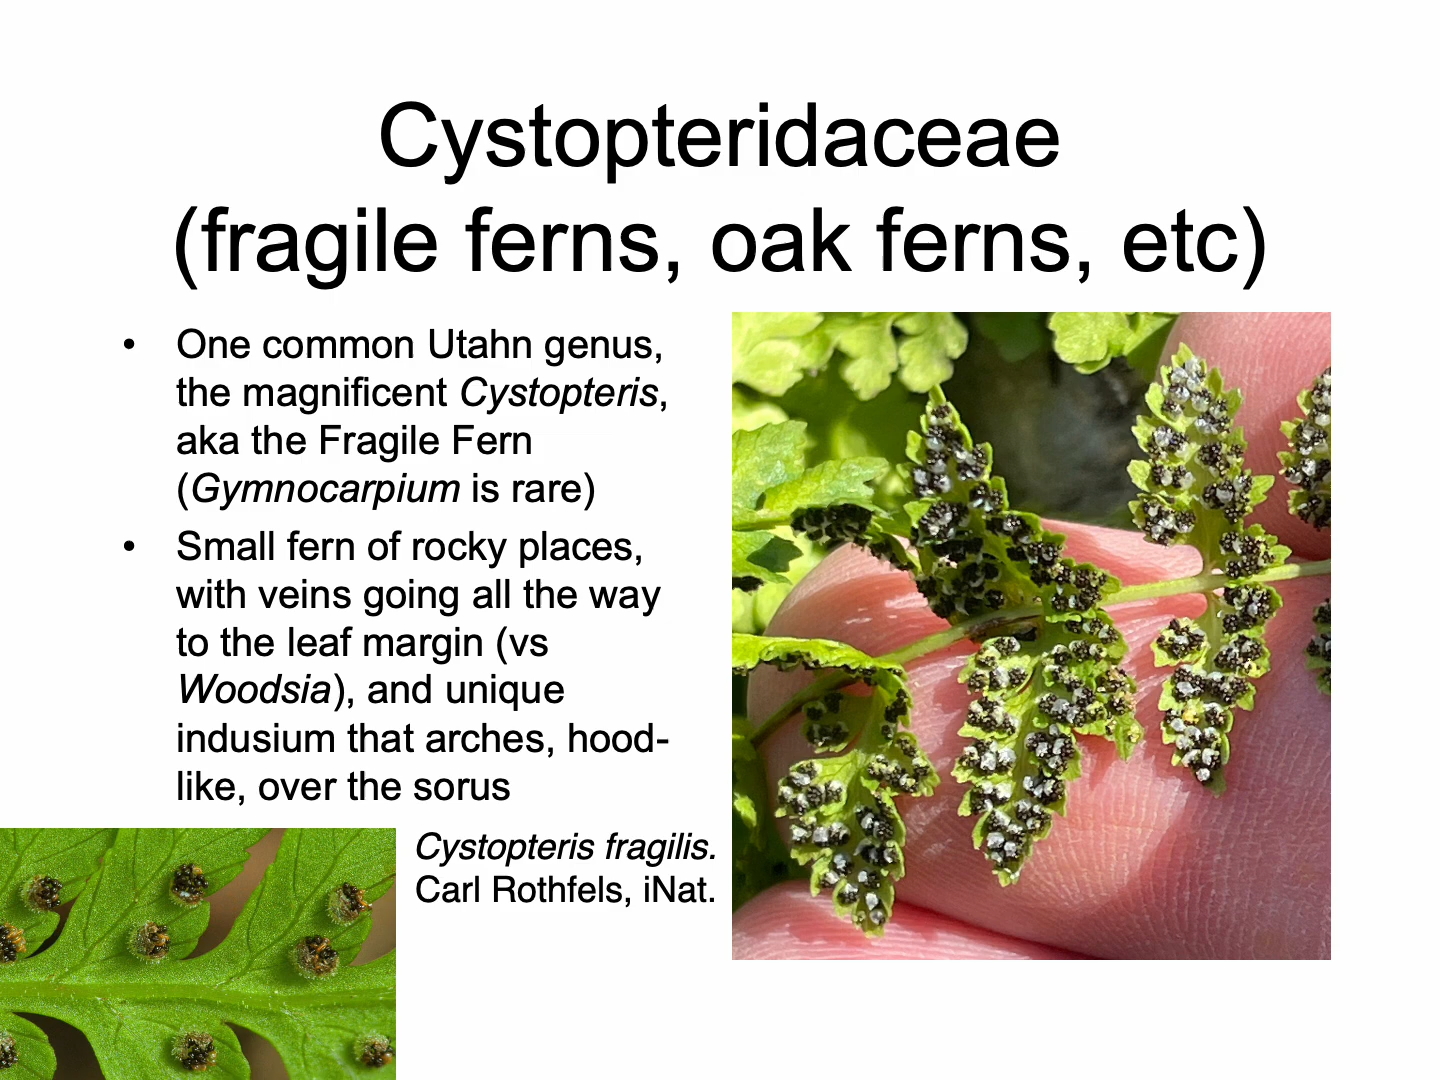 Cystopteridaceae
(fragile ferns, oak ferns, etc)
• One common Utahn genus,
the magnificent Cystopteris,
aka the Fragile Fern
(Gymnocarpium is rare)
• Small fern of rocky places,
with veins going all the way
to the leaf margin (vs
Woodsia), and unique
indusium that arches, hood-
like, over the sorus
Cystopteris fragilis.
Carl Rothfels, iNat.